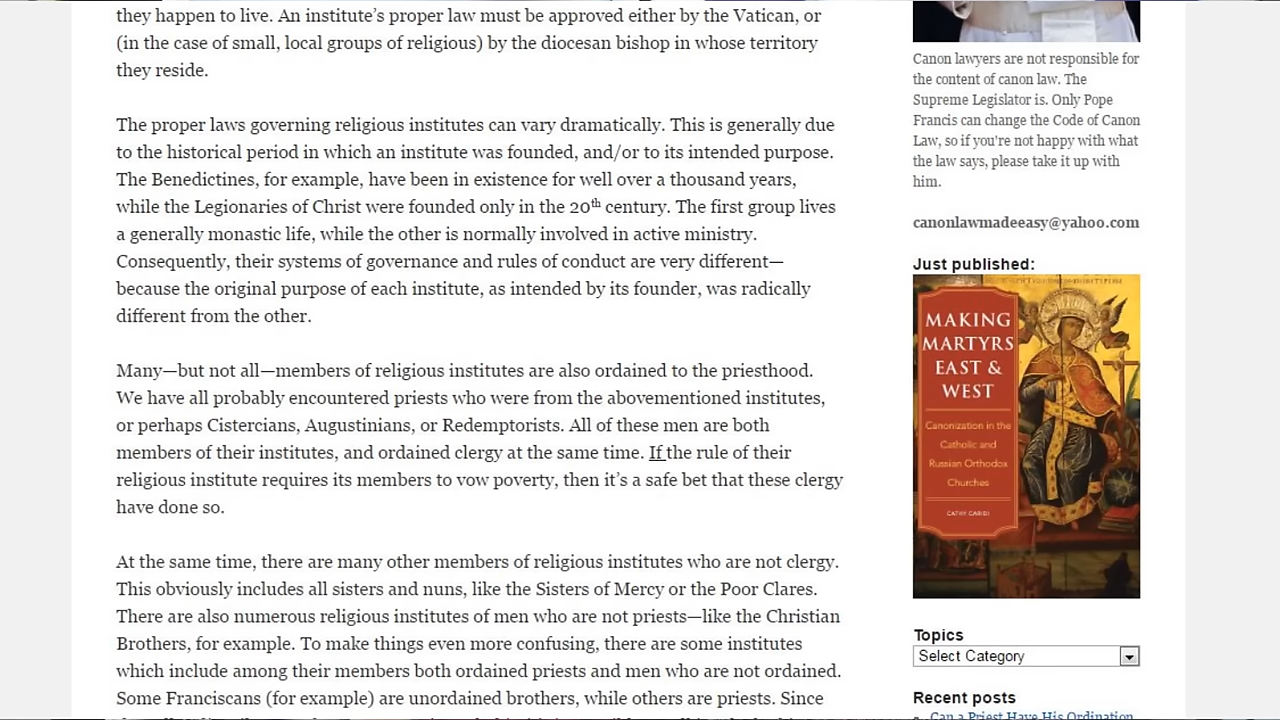 they happen to live. An institute’s proper law must be approved either by the Vatican, or
(in the case of small, local groups of religious) by the diocesan bishop in whose territory
they reside.
The proper laws governing religious institutes can vary dramatically. This is generally due
to the historical period in which an institute was founded, and/or to its intended purpose.
The Benedictines, for example, have been in existence for well over a thousand years,
while the Legionaries of Christ were founded only in the 20th century. The first group lives
a generally monastic life, while the other is normally involved in active ministry.
Consequently, their systems of governance and rules of conduct are very different—
because the original purpose of each institute, as intended by its founder, was radically
different from the other.
Many—but not all—members of religious institutes are also ordained to the priesthood.
We have all probably encountered priests who were from the abovementioned institutes,
or perhaps Cistercians, Augustinians, or Redemptorists. All of these men are both
members of their institutes, and ordained clergy at the same time. If the rule of their
religious institute requires its members to vow poverty, then it’s a safe bet that these clergy
have done so.
At the same time, there are many other members of religious institutes who are not clergy.
This obviously includes all sisters and nuns, like the Sisters of Mercy or the Poor Clares.
There are also numerous religious institutes of men who are not priests—like the Christian
Brothers, for example. To make things even more confusing, there are some institutes
which include among their members both ordained priests and men who are not ordained.
Some Franciscans (for example) are unordained brothers, while others are priests. Since
Canon lawyers are not responsible for
the content of canon law. The
Supreme Legislator is. Only Pope
Francis can change the Code of Canon
Law, so if you're not happy with what
the law says, please take it up with
him.
canonlawmadeeasy@yahoo.com
Just published:
MAKING
MARTYRS
EAST &
WEST
Canonization in the
Catholic and
Russian Orthodox
Churches
CATHY CARIDI
Topics
Select Category
Recent posts
Can a Priest Have His Ordination